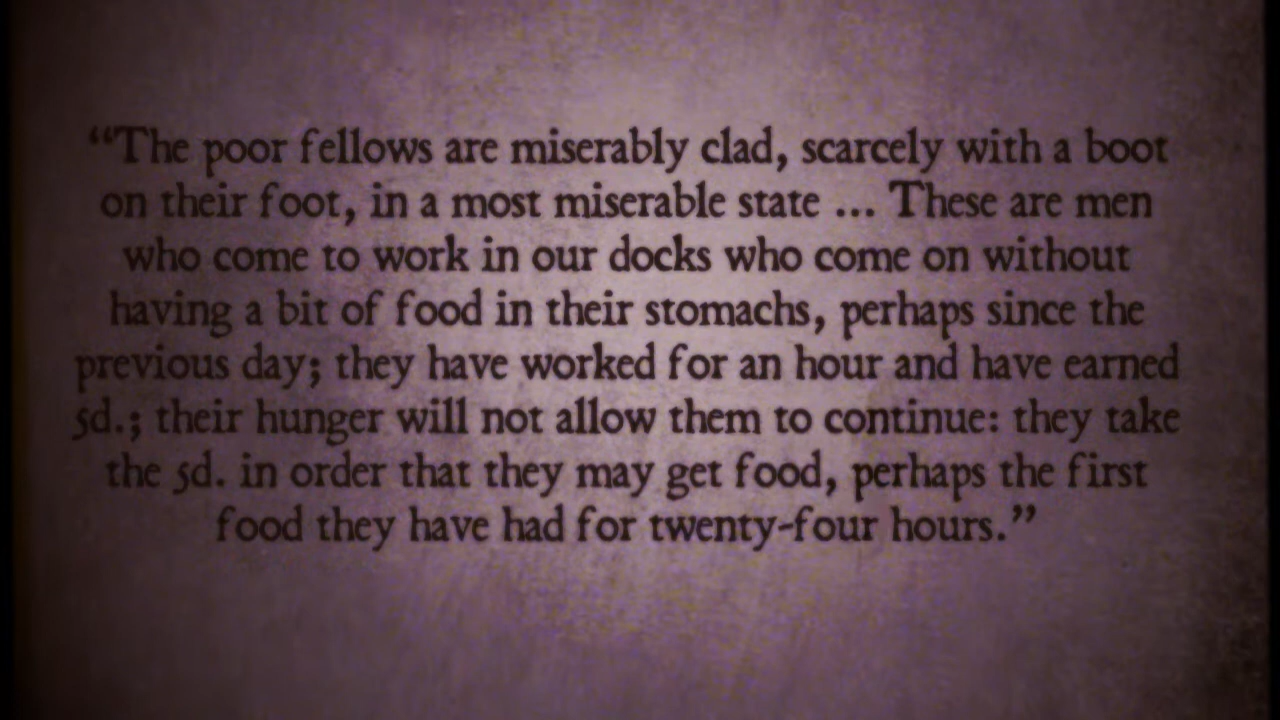 “The poor fellows are miserably clad, scarcely with a boot
on their foot, in a most miserable state ... These are men
who come to work in our docks who come on without
having a bit of food in their stomachs, perhaps since the
previous day; they have worked for an hour and have earned
5d.; their hunger will not allow them to continue: they take
the 5d. in order that they may get food, perhaps the first
food they have had for twenty-four hours.”